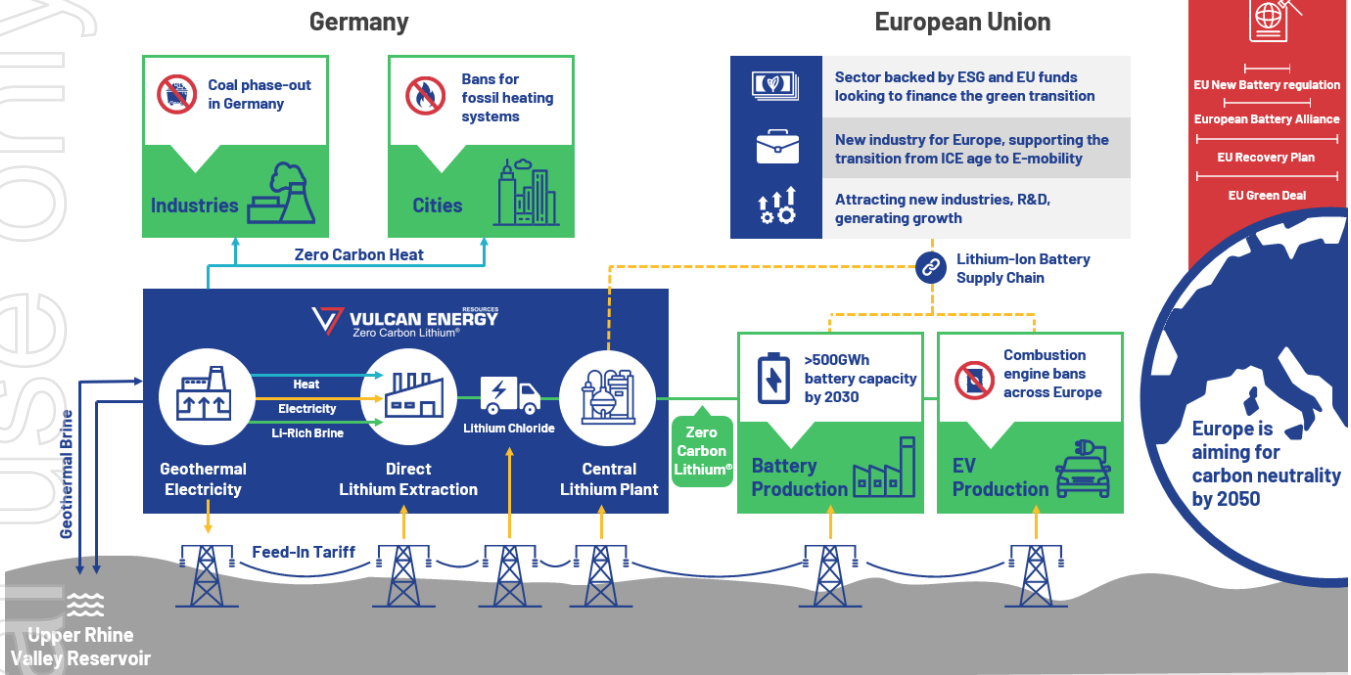 Germany
European Union
Coal phase-out
in Germany
Industries
Bans for
fossil heating
systems
Cities
Zero Carbon Heat
Sector backed by ESG and EU funds
looking to finance the green transition
New industry for Europe, supporting the
transition from ICE age to E-mobility
Attracting new industries, R&D,
generating growth
Lithium-Ion Battery
Supply Chain
EU New Battery regulation
European Battery Alliance
EU Recovery Plan
EU Green Deal
VULCAN ENERGY
RESOURCES
Zero Carbon Lithium®
Heat
Electricity
Li-Rich Brine
Lithium Chloride
Geothermal
Electricity
Direct
Lithium Extraction
Central
Lithium Plant
Zero
Carbon
Lithium®
>500GWh
battery capacity
by 2030
Battery
Production
Combustion
engine bans
across Europe
EV
Production
Europe is
aiming for
carbon neutrality
by 2050
Geothermal Brine
Feed-In Tariff
Upper Rhine
Valley Reservoir
use only